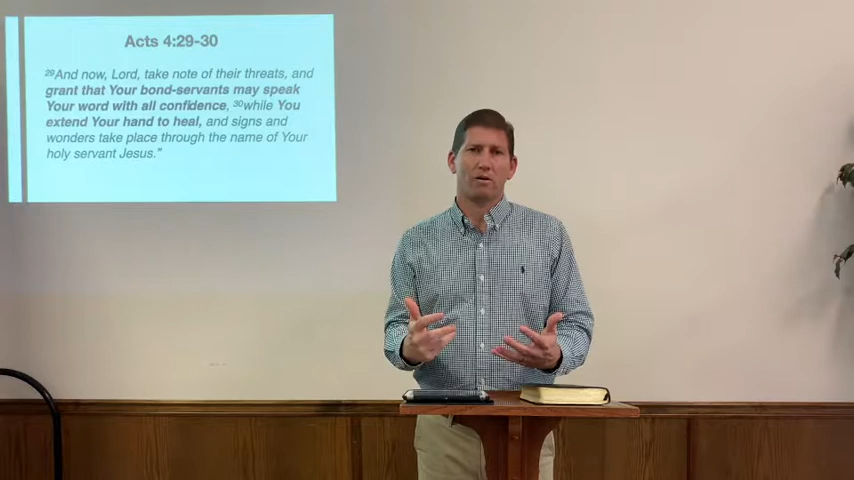 Acts 4:29-30
29And now, Lord, take note of their threats, and
grant that Your bond-servants may speak
Your word with all confidence, 30while You
extend Your hand to heal, and signs and
wonders take place through the name of Your
holy servant Jesus.”